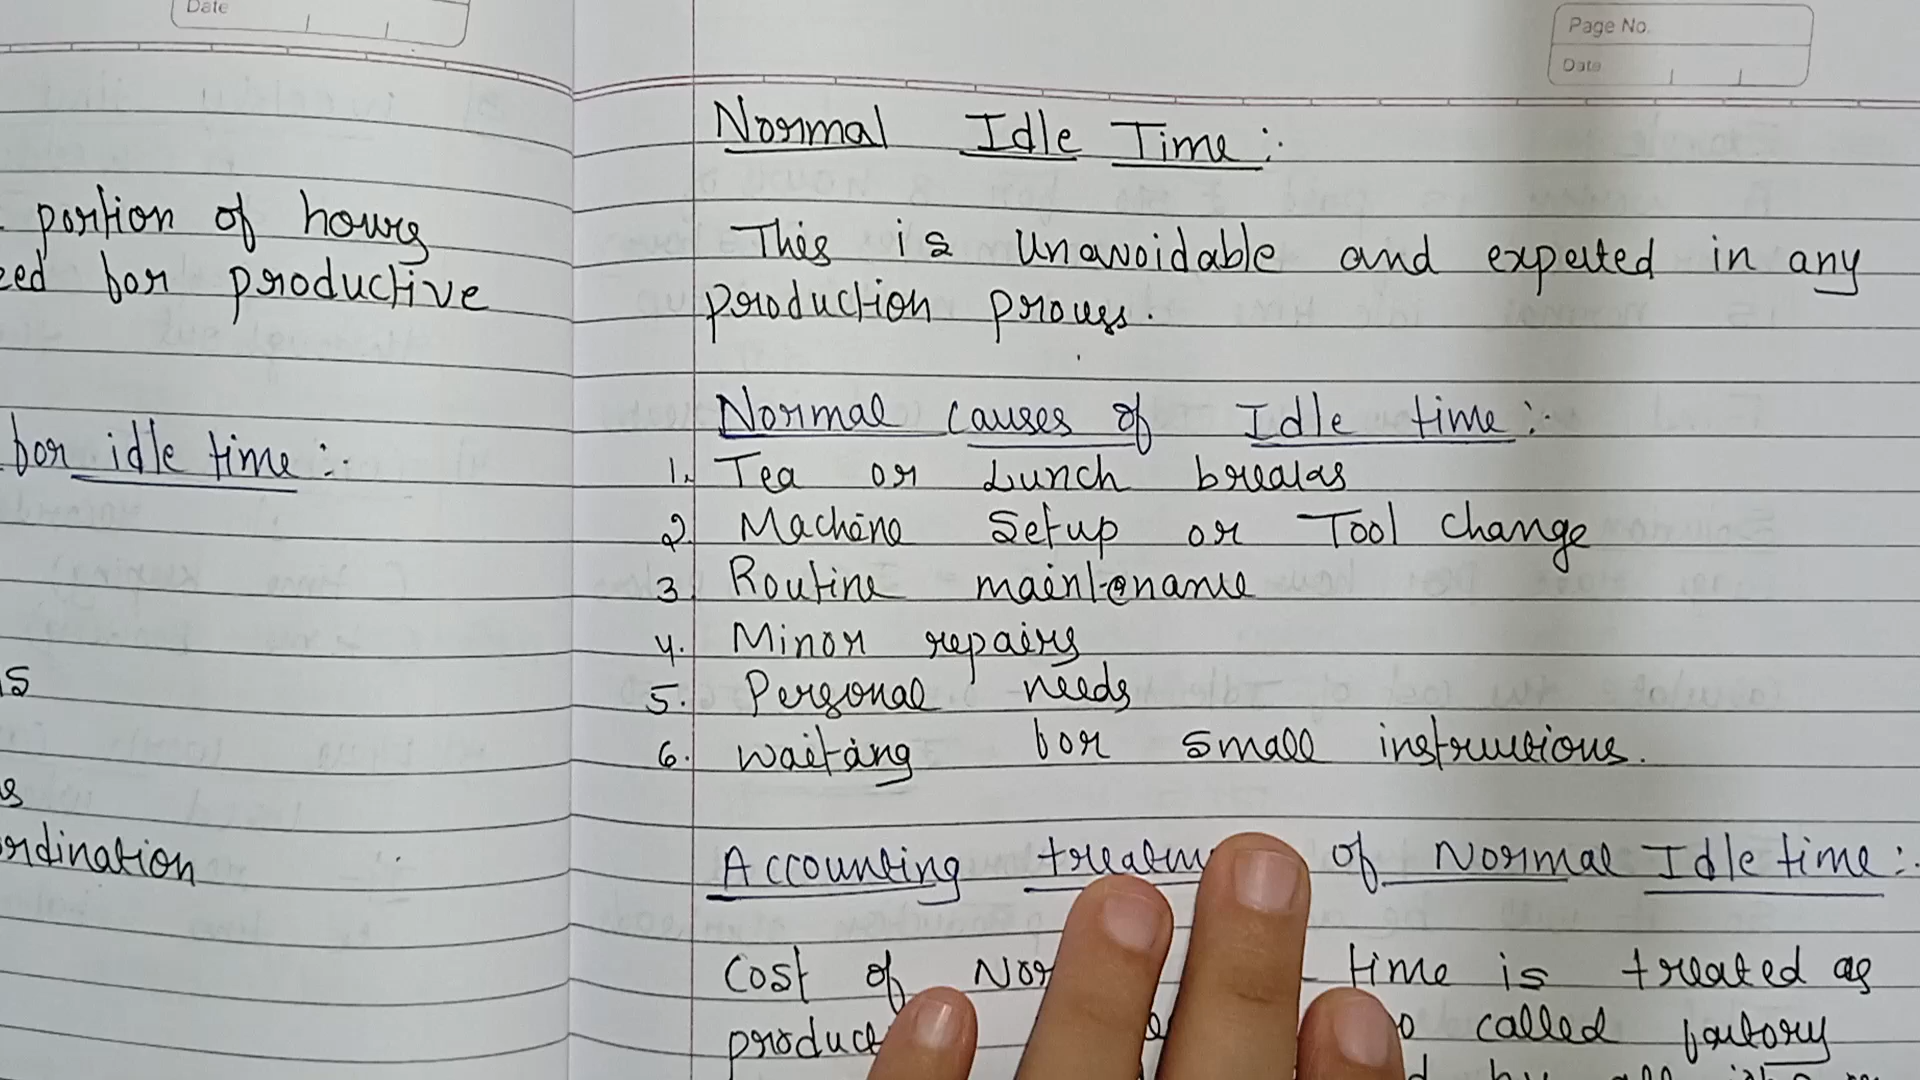 Date
portion of hours
for productive
for idle time :-
s
ordination
Page No.
Date
Normal Idle Time :-
This is unavoidable and expected in any
production process.
Normal causes of Idle time :-
1. Tea or Lunch breaks
2. Machine Setup or Tool change
3. Routine maintenance
4. Minor repairs
5. Personal needs
6. waiting for small instructions.
Accounting of Normal Idle time :-
Cost of time is treated as
called factory